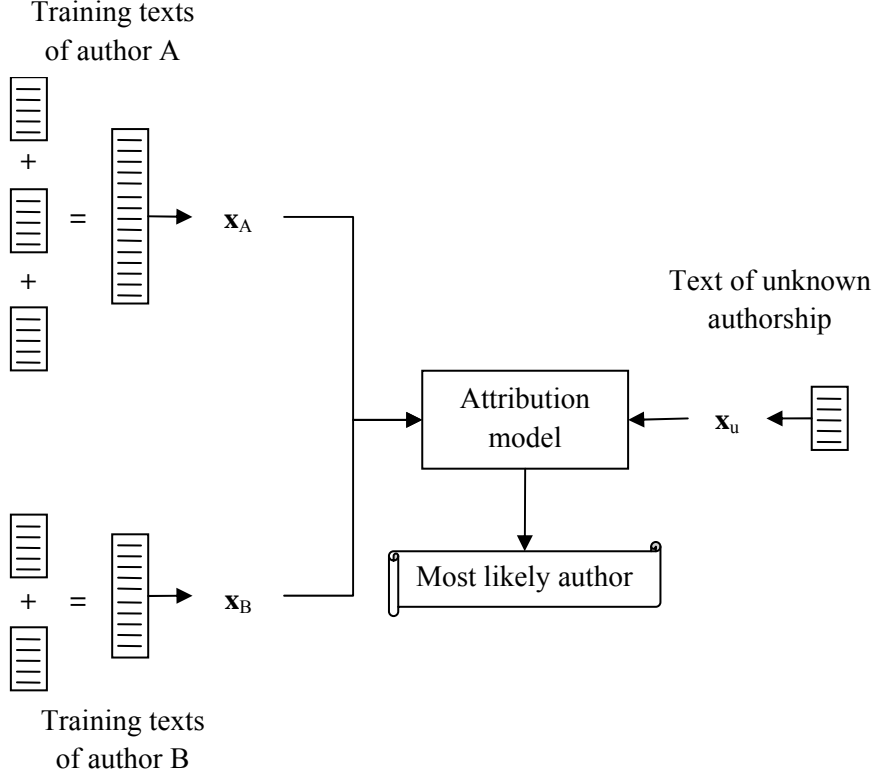 Training texts
of author A
+
=
+
x_A
Text of unknown
authorship
Attribution
model
x_u
Most likely author
+
=
x_B
Training texts
of author B